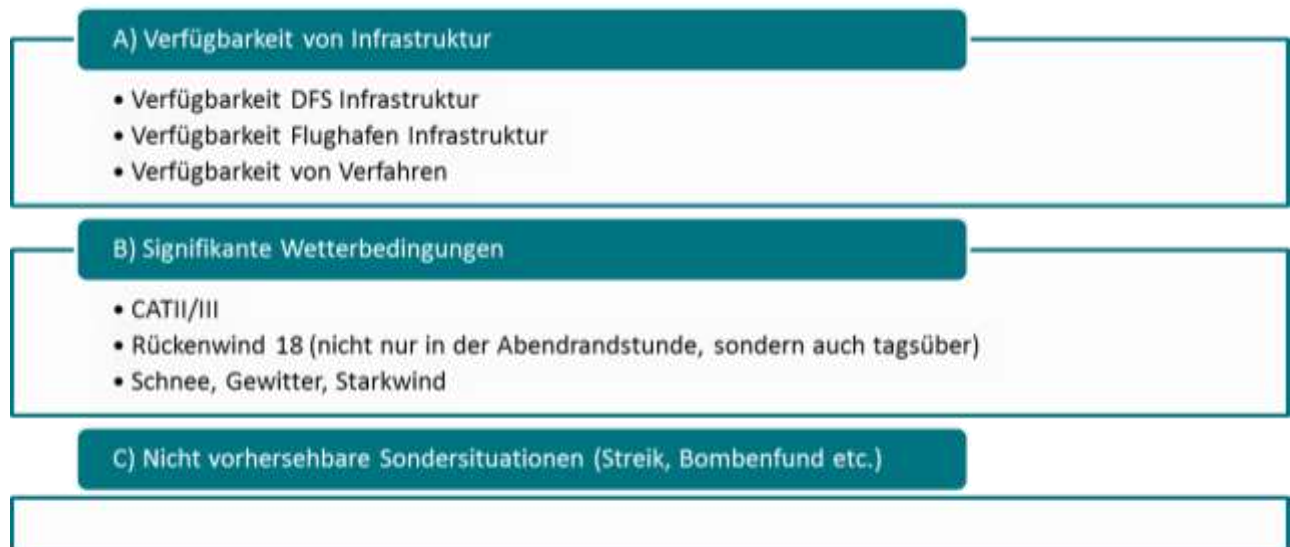 A) Verfügbarkeit von Infrastruktur
• Verfügbarkeit DFS Infrastruktur
• Verfügbarkeit Flughafen Infrastruktur
• Verfügbarkeit von Verfahren
B) Signifikante Wetterbedingungen
• CATII/III
• Rückenwind 18 (nicht nur in der Abendrandstunde, sondern auch tagsüber)
• Schnee, Gewitter, Starkwind
C) Nicht vorhersehbare Sondersituationen (Streik, Bombenfund etc.)